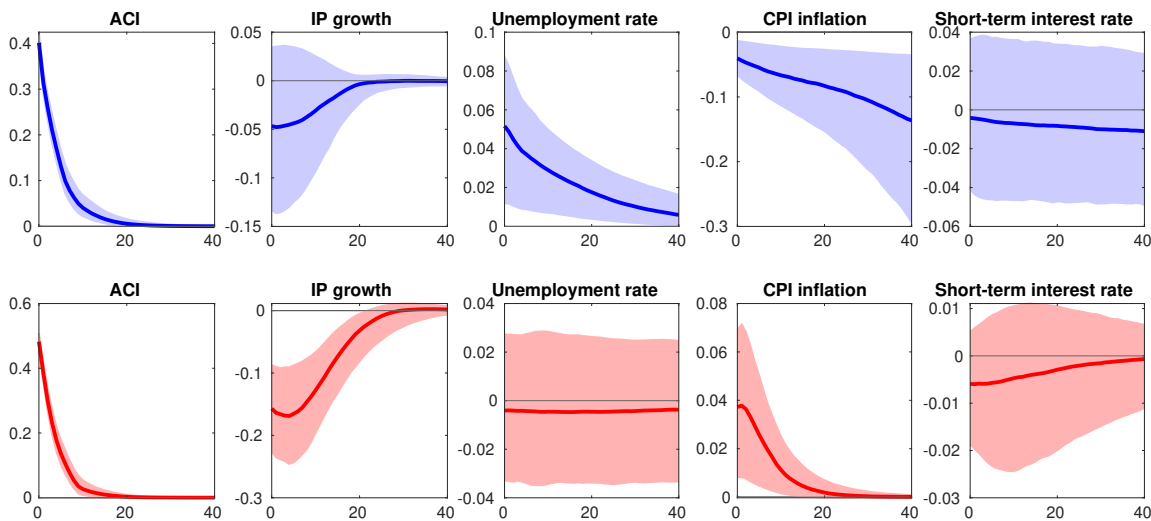 ACI
IP growth
Unemployment rate
CPI inflation
Short-term interest rate
0.4
0.3
0.2
0.1
0
0 20 40
0.05
0
-0.05
-0.1
-0.15
0 20 40
0.1
0.08
0.06
0.04
0.02
0
0 20 40
0
-0.1
-0.2
-0.3
0 20 40
0.04
0.02
0
-0.02
-0.04
-0.06
0 20 40
ACI
IP growth
Unemployment rate
CPI inflation
Short-term interest rate
0.6
0.4
0.2
0
0 20 40
0
-0.1
-0.2
-0.3
0 20 40
0.04
0.02
0
-0.02
-0.04
0 20 40
0.08
0.06
0.04
0.02
0
0 20 40
0.01
0
-0.01
-0.02
-0.03
0 20 40